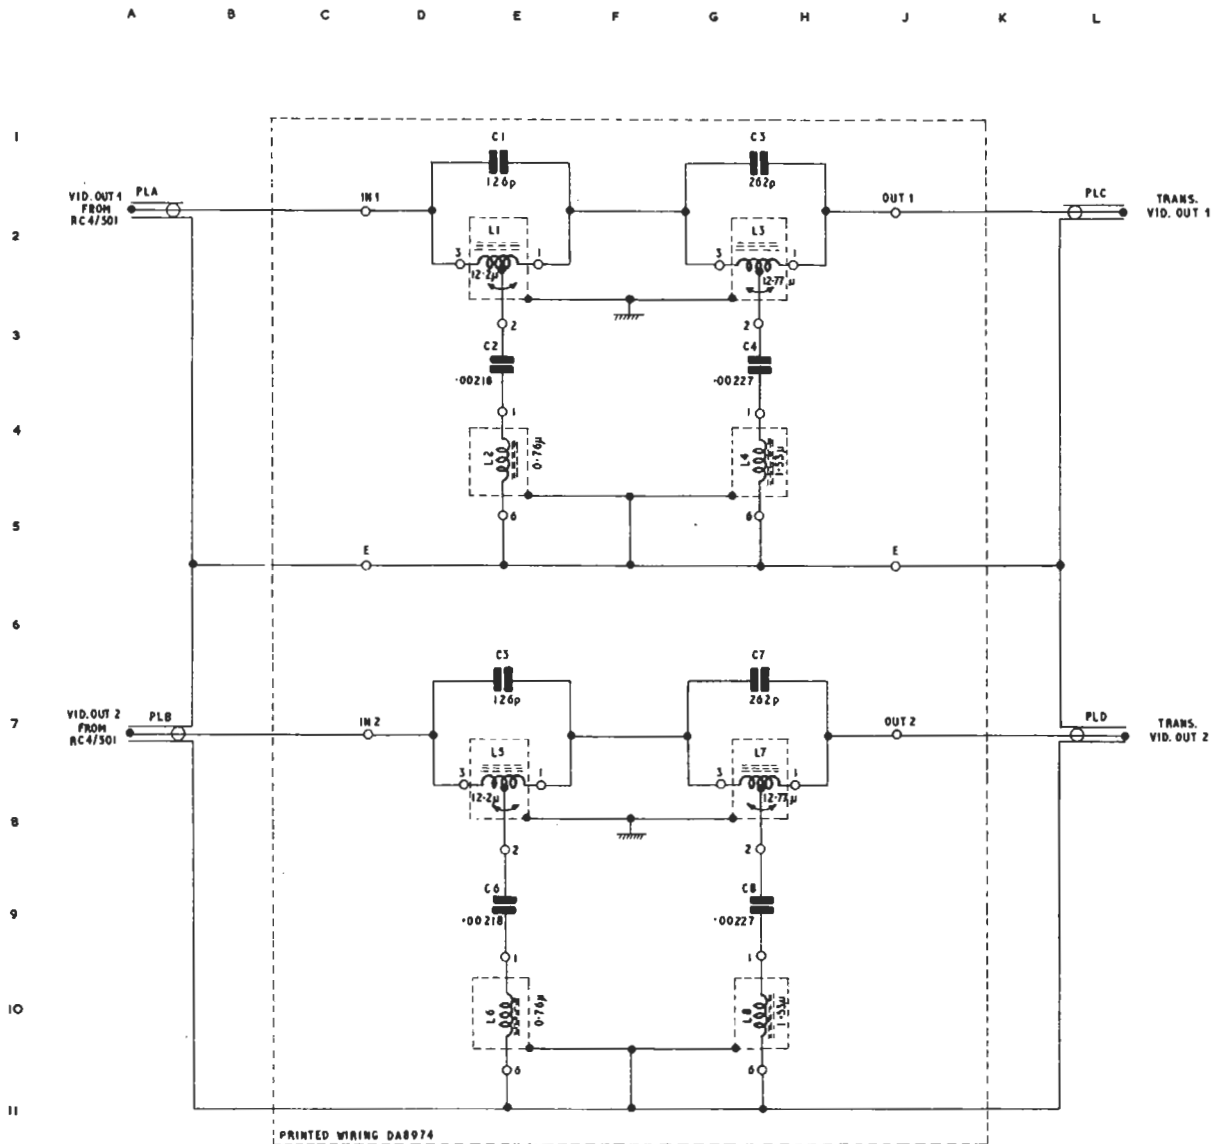 A B C D E F G H J K L
1
C1
C3
126p
262p
VID. OUT 1
FROM
RC4/501
PLA
IN 1
OUT 1
PLC
TRANS.
VID. OUT 1
2
L1
L3
3 1
3 1
12·2μ
12·77μ
3
2
2
C2
C4
·00218
·00227
1
1
4
L2
0·76μ
L4
1·53μ
5
6
6
E
E
6
C5
C7
126p
262p
7
VID. OUT 2
FROM
RC4/501
PLB
IN 2
OUT 2
PLD
TRANS.
VID. OUT 2
L5
L7
3 1
3 1
12·2μ
12·77μ
8
2
2
C6
C8
9
·00218
·00227
1
1
10
L6
0·76μ
L8
1·53μ
6
6
11
PRINTED WIRING DA8974